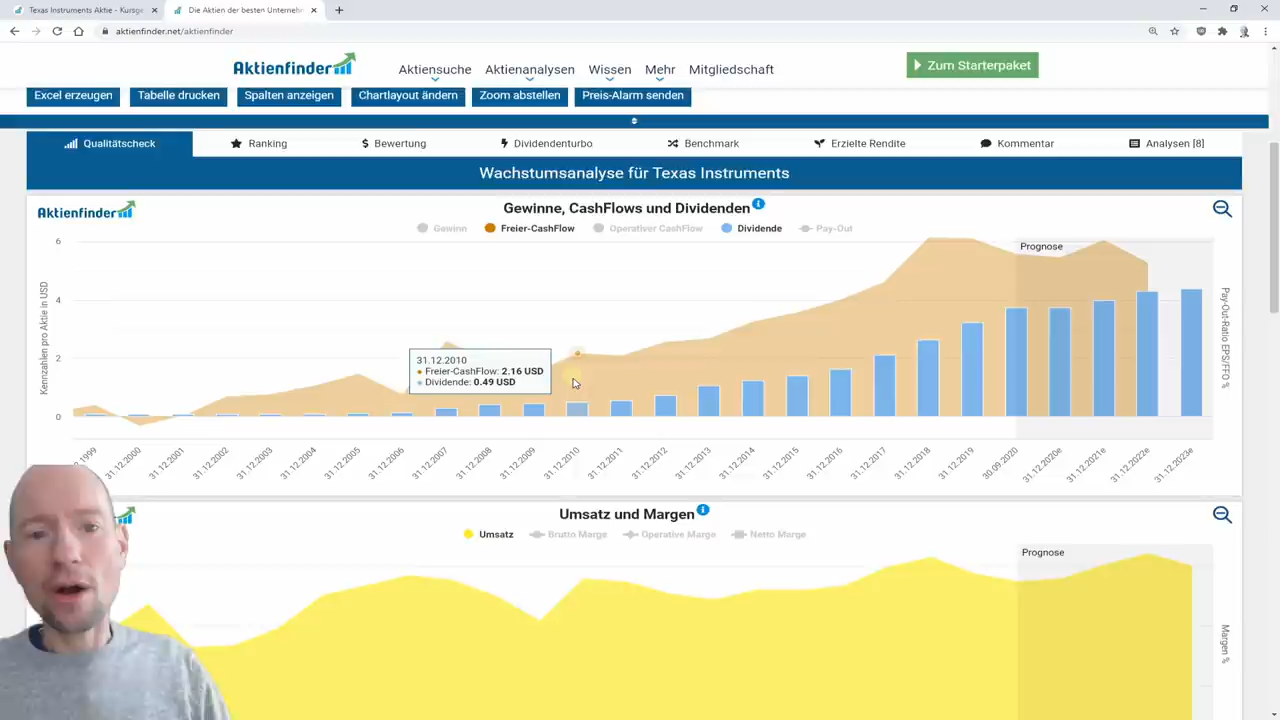 Texas Instruments Aktie - Kursge
Die Aktien der besten Unternehm
aktienfinder.net/aktienfinder
Aktienfinder
Aktiensuche
Aktienanalysen
Wissen
Mehr
Mitgliedschaft
Zum Starterpaket
Excel erzeugen
Tabelle drucken
Spalten anzeigen
Chartlayout ändern
Zoom abstellen
Preis-Alarm senden
Qualitätscheck
Ranking
Bewertung
Dividendenturbo
Benchmark
Erzielte Rendite
Kommentar
Analysen [8]
Wachstumsanalyse für Texas Instruments
Aktienfinder
Gewinne, CashFlows und Dividenden
Gewinn
Freier-CashFlow
Operativer CashFlow
Dividende
Pay-Out
Prognose
6
4
2
0
Kennzahlen pro Aktie in USD
Pay-Out-Ratio EPS/FFO %
31.12.2010
Freier-CashFlow: 2.16 USD
Dividende: 0.49 USD
.12.1999
31.12.2000
31.12.2001
31.12.2002
31.12.2003
31.12.2004
31.12.2005
31.12.2006
31.12.2007
31.12.2008
31.12.2009
31.12.2010
31.12.2011
31.12.2012
31.12.2013
31.12.2014
31.12.2015
31.12.2016
31.12.2017
31.12.2018
31.12.2019
30.09.2020
31.12.2020e
31.12.2021e
31.12.2022e
31.12.2023e
Umsatz und Margen
Umsatz
Brutto Marge
Operative Marge
Netto Marge
Prognose
Margen %